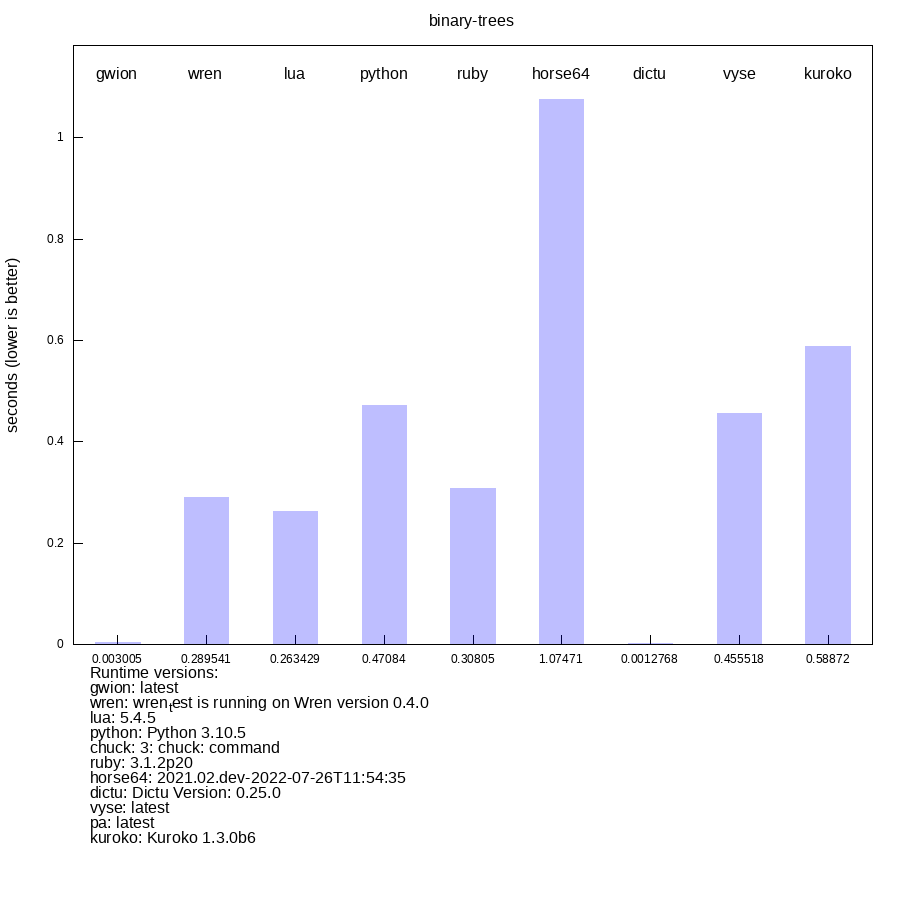 binary-trees
gwion wren lua python ruby horse64 dictu vyse kuroko
seconds (lower is better)
1
0.8
0.6
0.4
0.2
0
0.003005 0.289541 0.263429 0.47084 0.30805 1.07471 0.0012768 0.455518 0.58872
Runtime versions:
gwion: latest
wren: wrentest is running on Wren version 0.4.0
lua: 5.4.5
python: Python 3.10.5
chuck: 3: chuck: command
ruby: 3.1.2p20
horse64: 2021.02.dev-2022-07-26T11:54:35
dictu: Dictu Version: 0.25.0
vyse: latest
pa: latest
kuroko: Kuroko 1.3.0b6